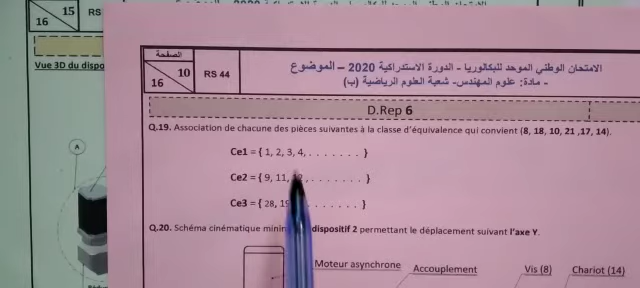 15
16
RS
Vue 3D du dispo
A
الصفحة
10
16
RS 44
الامتحان الوطني الموحد للبكالوريا - الدورة الاستدراكية 2020 – الموضوع
- مادة: علوم المهندس- شعبة العلوم الرياضية (ب)
D.Rep 6
Q.19. Association de chacune des pièces suivantes à la classe d'équivalence qui convient (8, 18, 10, 21 ,17, 14).
Ce1 = { 1, 2, 3, 4, . . . . . . . }
Ce2 = { 9, 11, . . . . . . . . }
Ce3 = { 28, 19 . . . . . . }
Q.20. Schéma cinématique dispositif 2 permettant le déplacement suivant l'axe Y.
Moteur asynchrone
Accouplement
Vis (8)
Chariot (14)